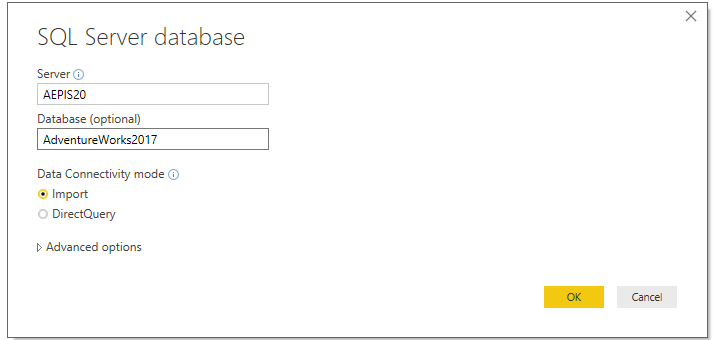 SQL Server database
Server
AEPIS20
Database (optional)
AdventureWorks2017
Data Connectivity mode
Import
DirectQuery
Advanced options
OK Cancel